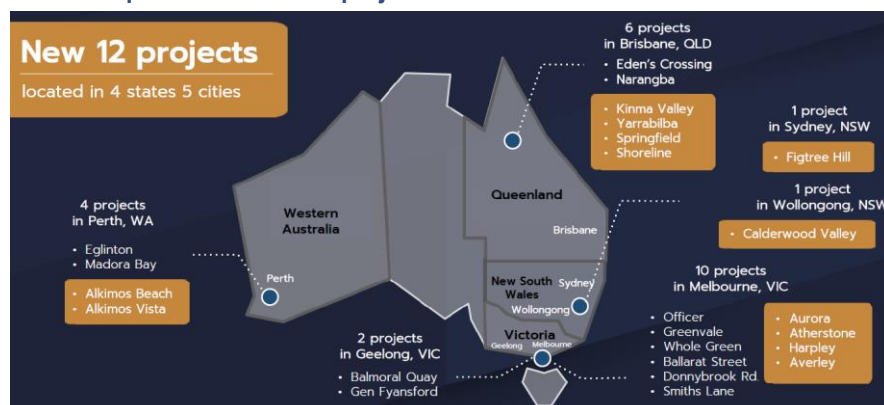 New 12 projects
located in 4 states 5 cities
6 projects
in Brisbane, QLD
• Eden's Crossing
• Narangba
• Kinma Valley
• Yarrabilba
• Springfield
• Shoreline
1 project
in Sydney, NSW
• Figtree Hill
1 project
in Wollongong, NSW
• Calderwood Valley
4 projects
in Perth, WA
• Eglinton
• Madora Bay
• Alkimos Beach
• Alkimos Vista
Western
Australia
Perth
Queensland
Brisbane
New South
Wales
Sydney
Wollongong
Victoria
Geelong
Melbourne
2 projects
in Geelong, VIC
• Balmoral Quay
• Gen Fyansford
10 projects
in Melbourne, VIC
• Officer
• Greenvale
• Whole Green
• Ballarat Street
• Donnybrook Rd.
• Smiths Lane
• Aurora
• Atherstone
• Harpley
• Averley